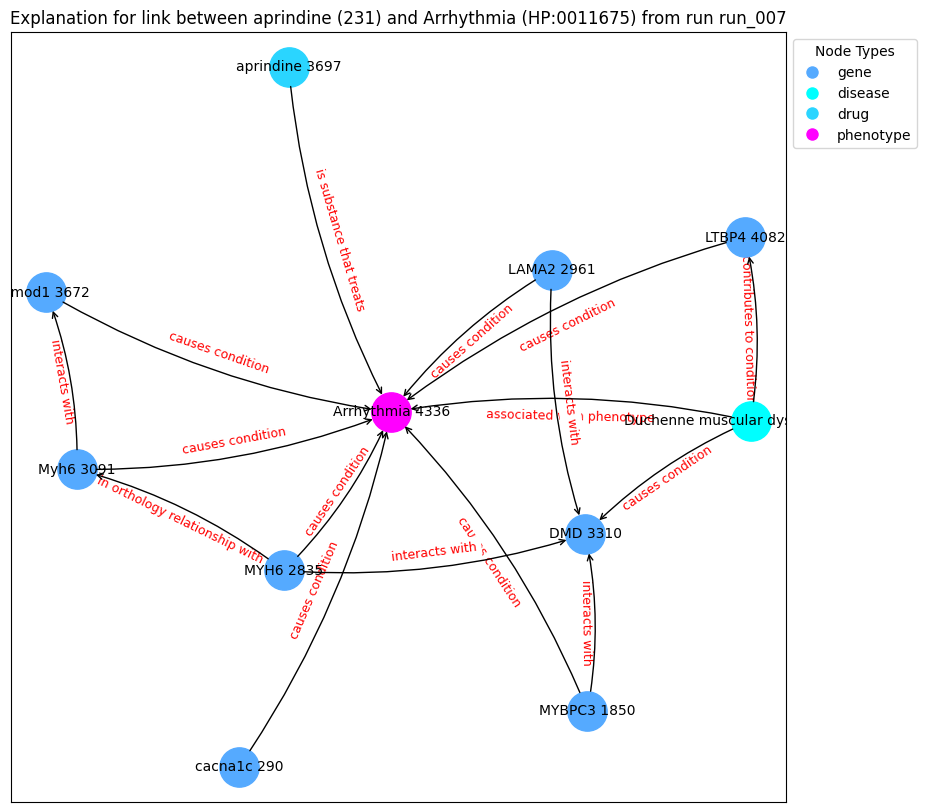 Explanation for link between aprindine (231) and Arrhythmia (HP:0011675) from run run_007
Node Types
gene
disease
drug
phenotype
aprindine 3697
is substance that treats
LTBP4 4082
LAMA2 2961
contributes to condition
mod1 3672
causes condition
causes condition
causes condition
interacts with
interacts with
Arrhythmia 4336
associated phenotype
Duchenne muscular dys
causes condition
causes condition
Myh6 3091
in orthology relationship with
causes condition
DMD 3310
interacts with
MYH6 2835
causes condition
condition
interacts with
MYBPC3 1850
cacna1c 290